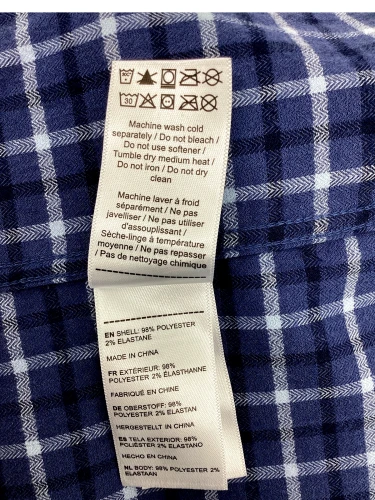 30
Machine wash cold
separately / Do not bleach /
Do not use softener /
Tumble dry medium heat /
Do not iron / Do not dry
clean
Machine laver à froid
séparément / Ne pas
javelliser / Ne pas utiliser
d'assouplissant /
Sèche-linge à température
moyenne / Ne pas repasser
/ Pas de nettoyage chimique
EN SHELL: 98% POLYESTER
2% ELASTANE
MADE IN CHINA
FR EXTÉRIEUR: 98%
POLYESTER 2% ÉLASTHANNE
FABRIQUÉ EN CHINE
DE OBERSTOFF: 98%
POLYESTER 2% ELASTAN
HERGESTELLT IN CHINA
ES TELA EXTERIOR: 98%
POLIÉSTER 2% ELASTANO
HECHO EN CHINA
NL BODY: 98% POLYESTER 2%
ELASTAAN